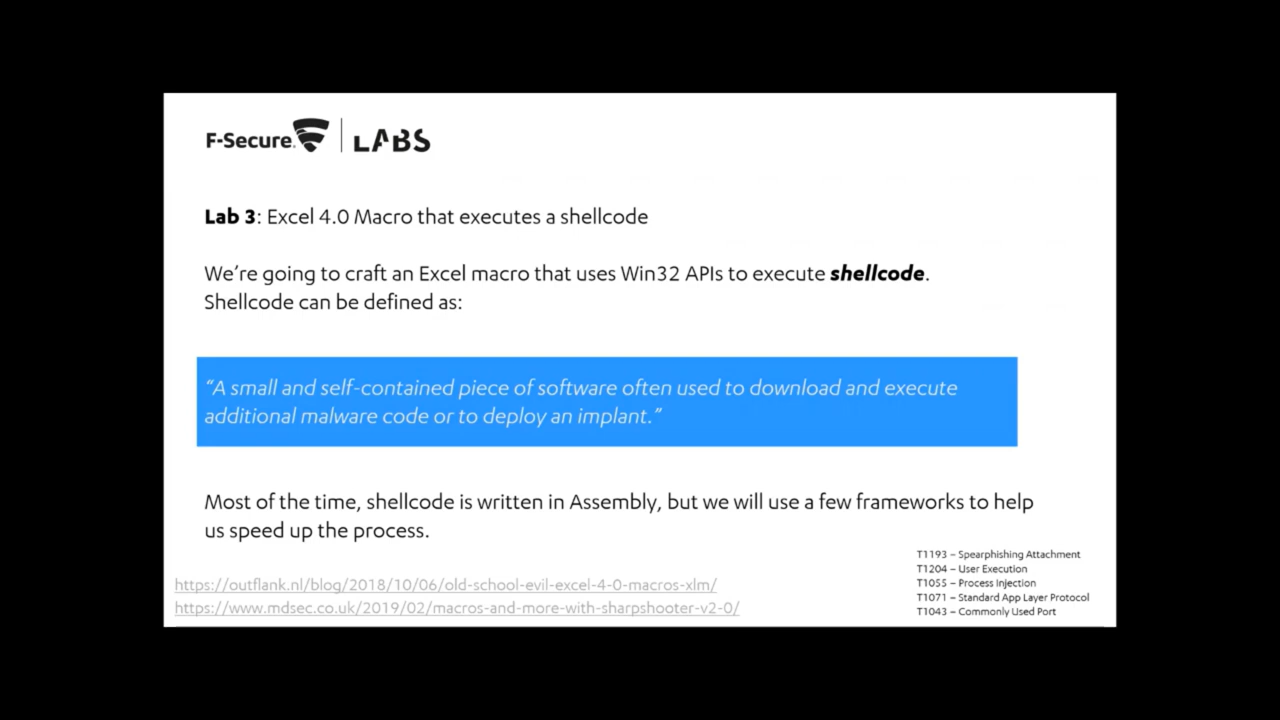 F-Secure. LABS
Lab 3: Excel 4.0 Macro that executes a shellcode
We're going to craft an Excel macro that uses Win32 APIs to execute shellcode.
Shellcode can be defined as:
“A small and self-contained piece of software often used to download and execute
additional malware code or to deploy an implant.”
Most of the time, shellcode is written in Assembly, but we will use a few frameworks to help
us speed up the process.
https://outflank.nl/blog/2018/10/06/old-school-evil-excel-4-0-macros-xlm/
https://www.mdsec.co.uk/2019/02/macros-and-more-with-sharpshooter-v2-0/
T1193 – Spearphishing Attachment
T1204 – User Execution
T1055 – Process Injection
T1071 – Standard App Layer Protocol
T1043 – Commonly Used Port